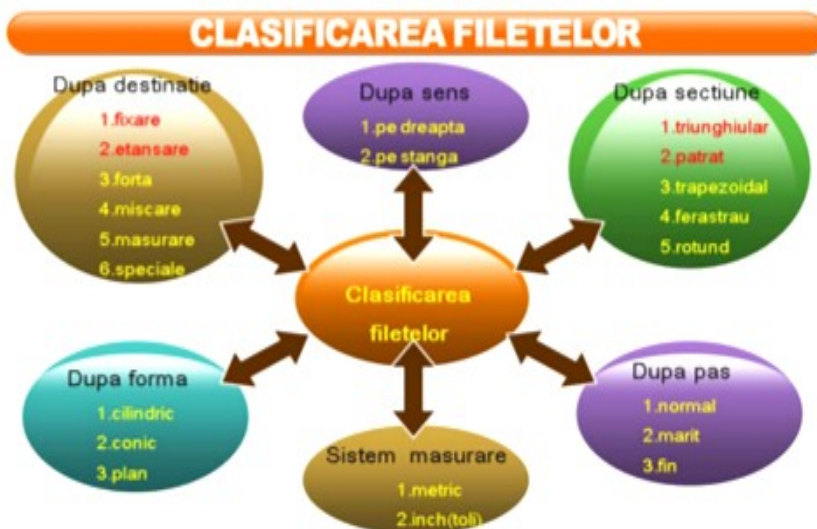 CLASIFICAREA FILETELOR
Dupa destinatie
1.fixare
2.etansare
3.forta
4.miscare
5.masurare
6.speciale
Dupa sens
1.pe dreapta
2.pe stanga
Dupa sectiune
1.triunghiular
2.patrat
3.trapezoidal
4.ferastrau
5.rotund
Clasificarea
filetelor
Dupa forma
1.cilindric
2.conic
3.plan
Sistem masurare
1.metric
2.inch(toli)
Dupa pas
1.normal
2.marit
3.fin